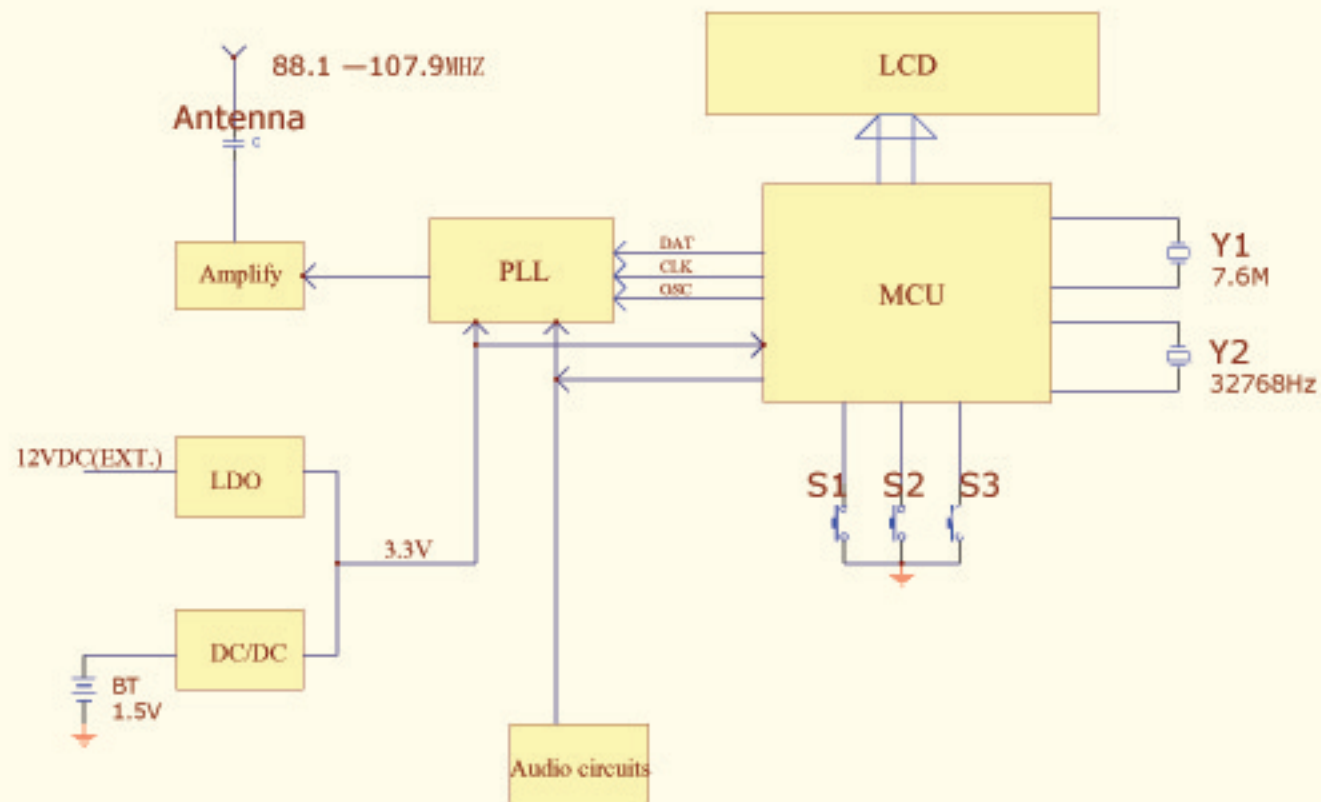 LCD
88.1 —107.9MHZ
Antenna
C
Amplify
PLL
DAT
CLK
OSC
MCU
Y1
7.6M
Y2
32768Hz
12VDC(EXT.)
LDO
3.3V
S1 S2 S3
DC/DC
BT
1.5V
Audio circuits